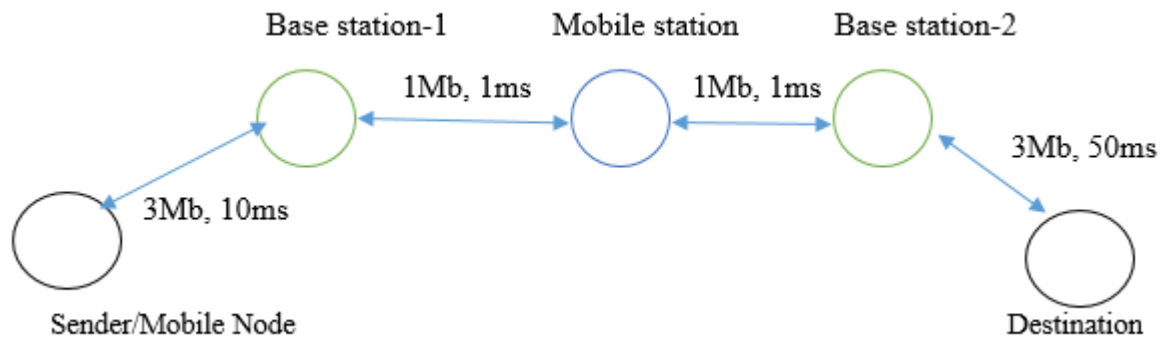 Base station-1
Mobile station
Base station-2
1Mb, 1ms
1Mb, 1ms
3Mb, 50ms
3Mb, 10ms
Sender/Mobile Node
Destination